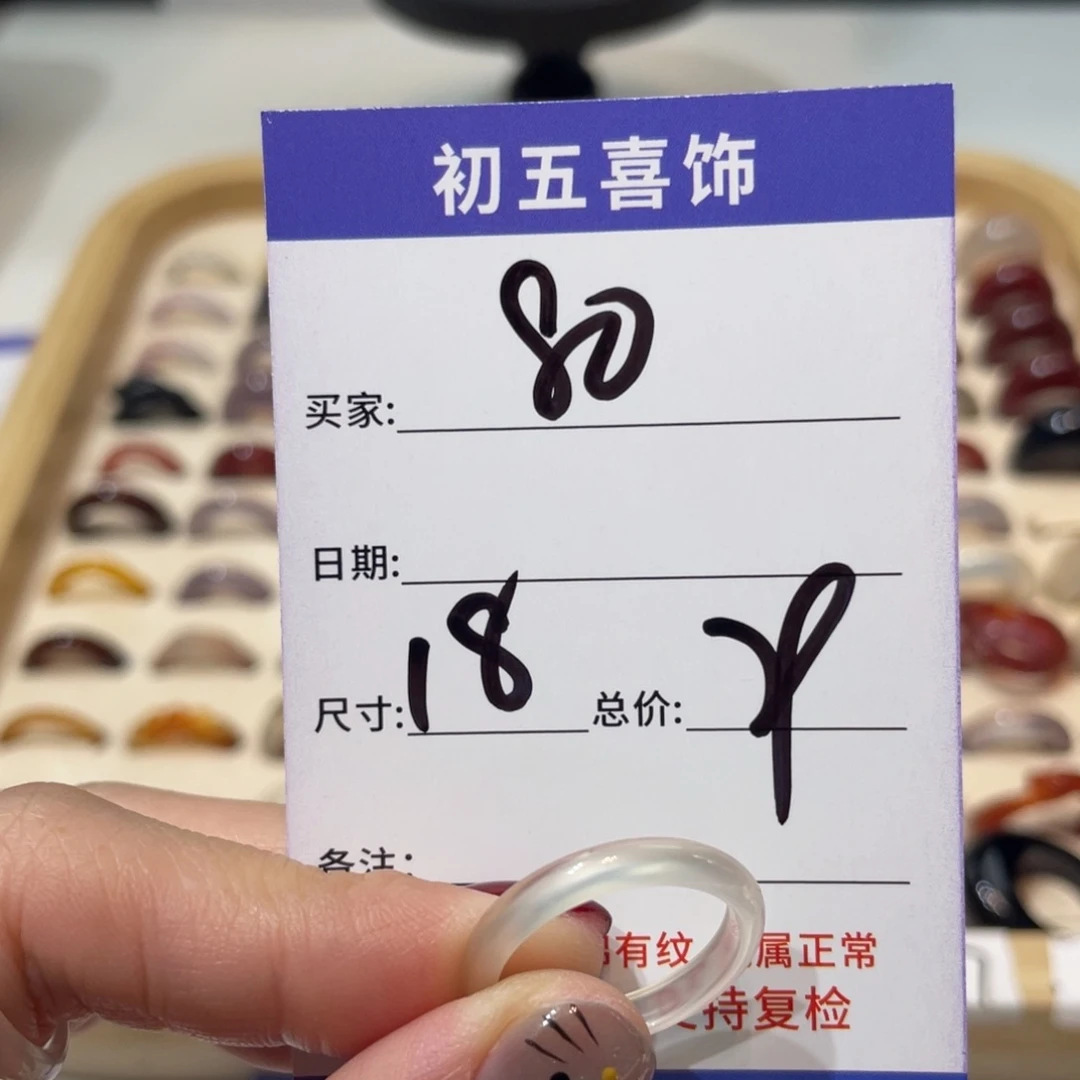 初五喜饰
买家: 80
日期:
尺寸: 18 总价:
备注:
有纹 属正常
持复检